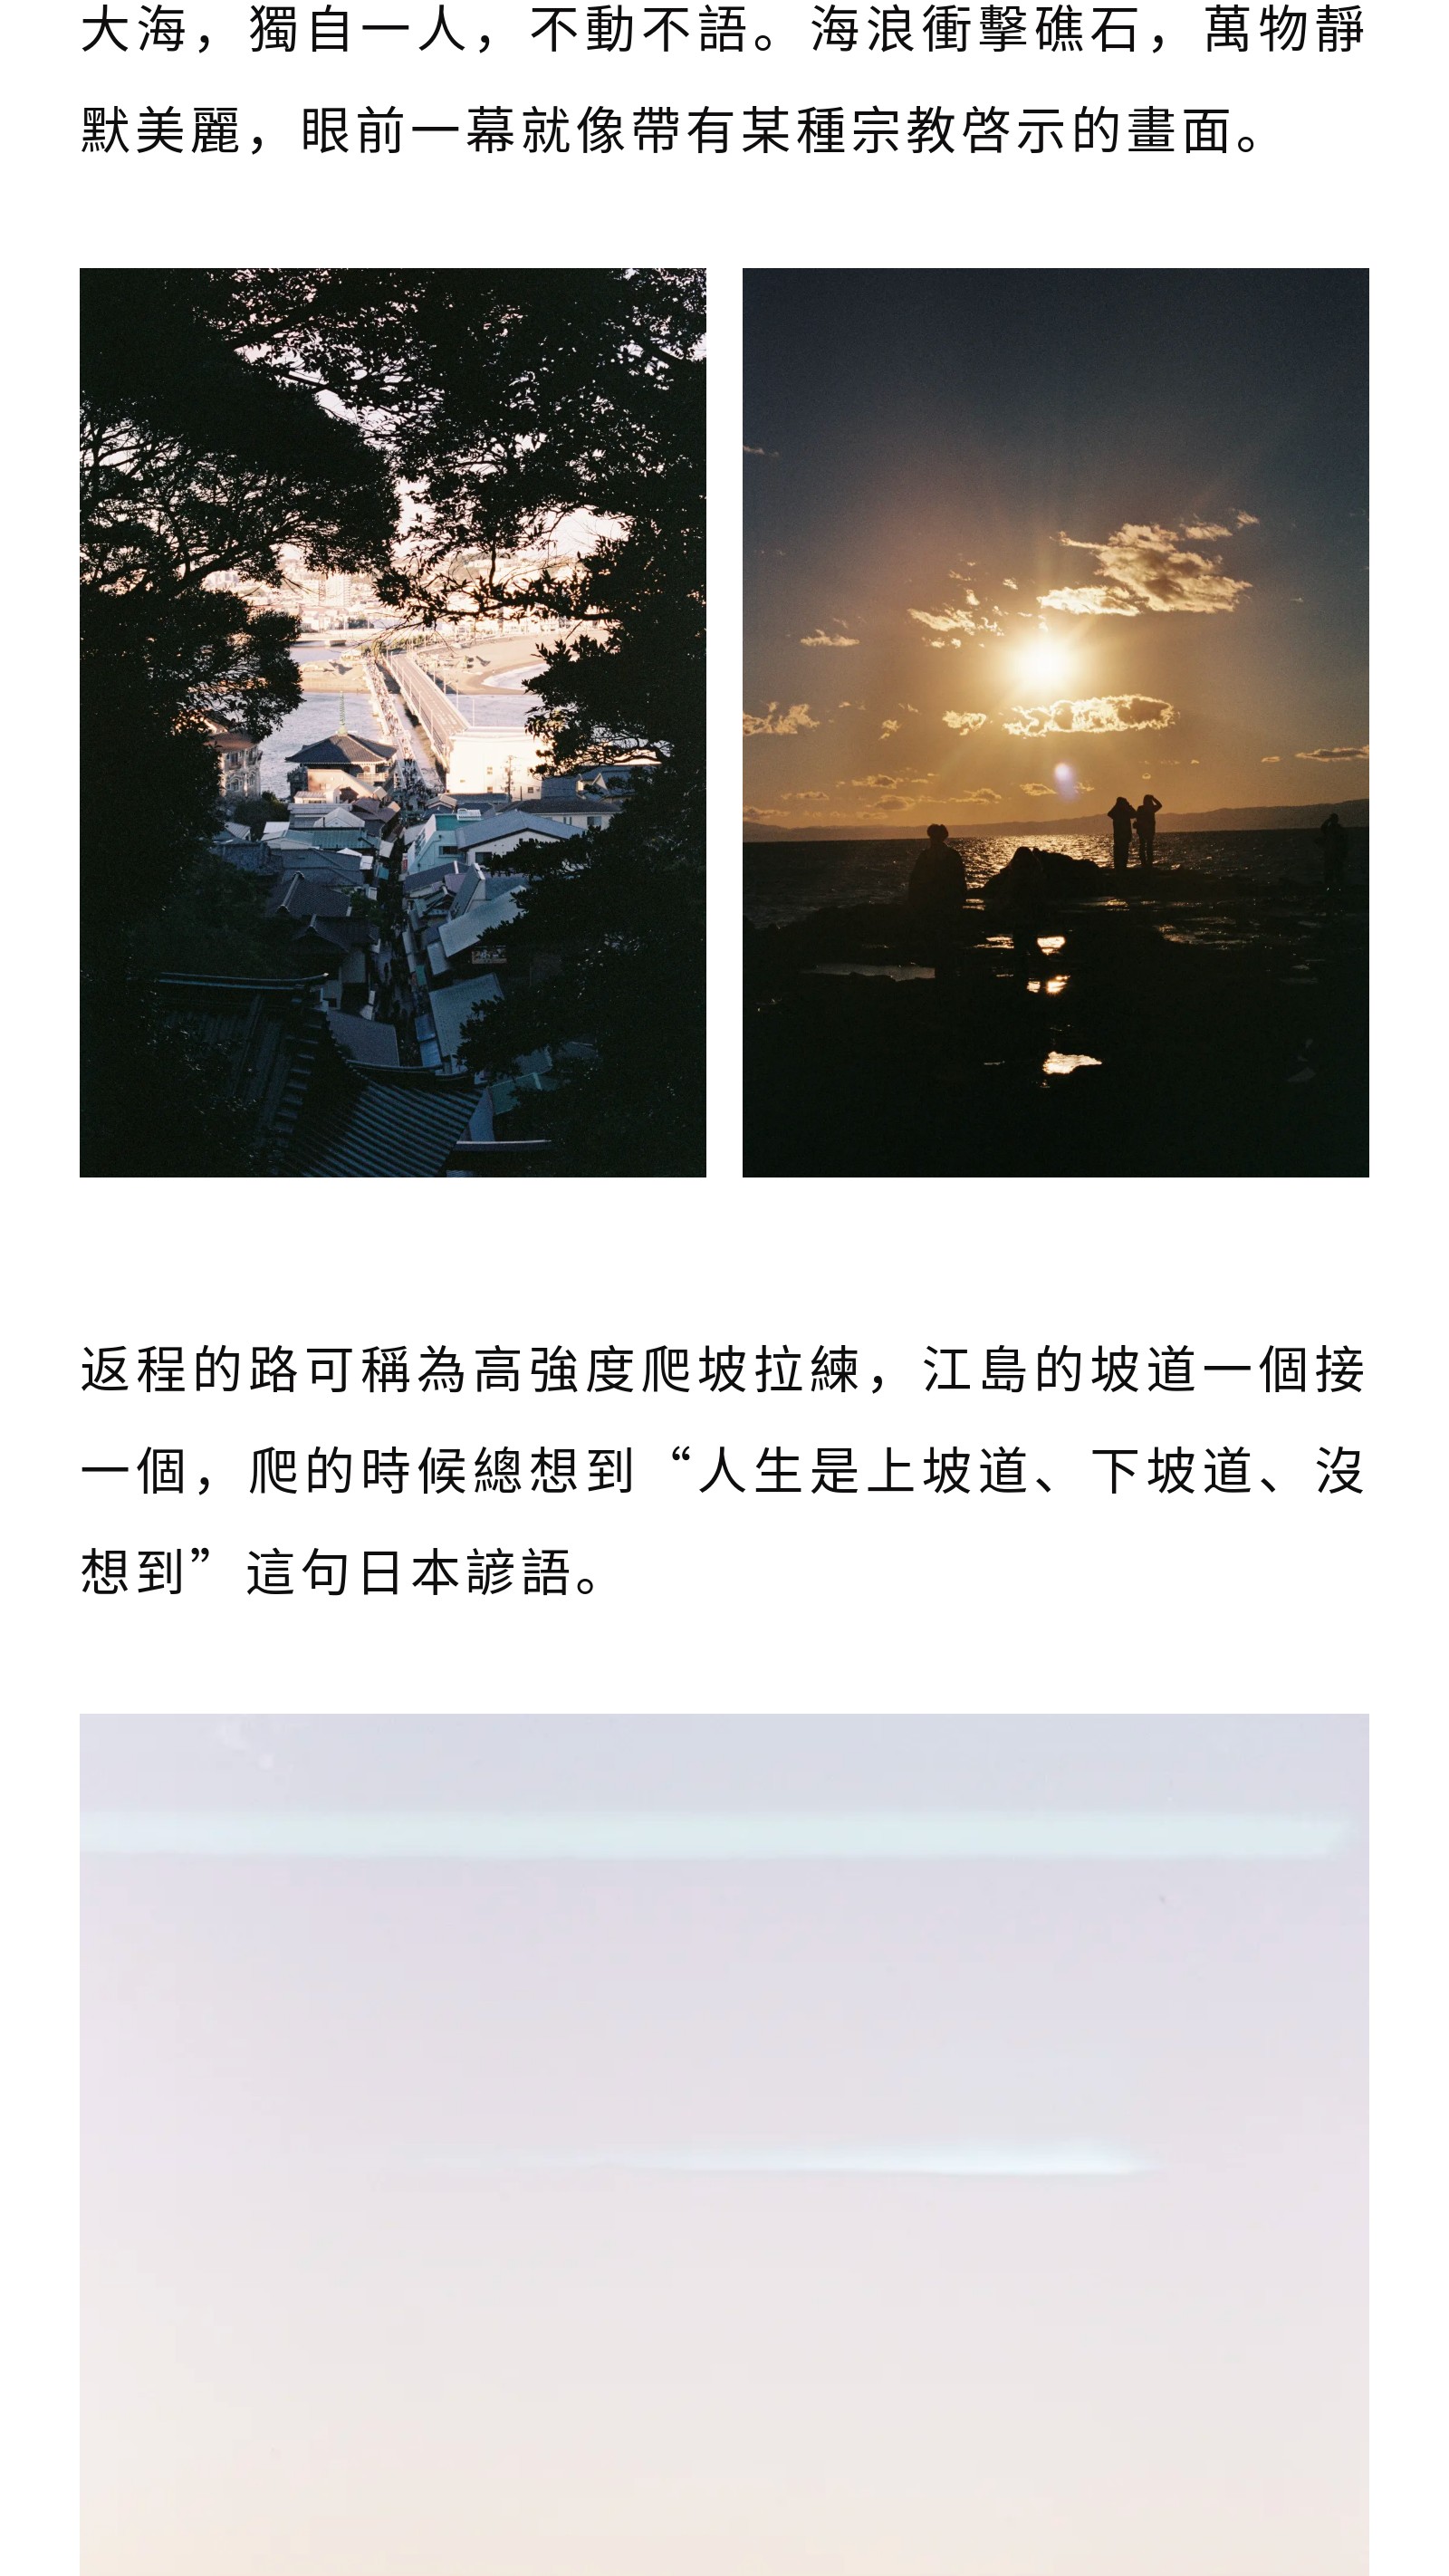 大海，獨自一人，不動不語。海浪衝擊礁石，萬物靜
默美麗，眼前一幕就像帶有某種宗教啓示的畫面。
返程的路可稱為高強度爬坡拉練，江島的坡道一個接
一個，爬的時候總想到“人生是上坡道、下坡道、沒
想到”這句日本諺語。